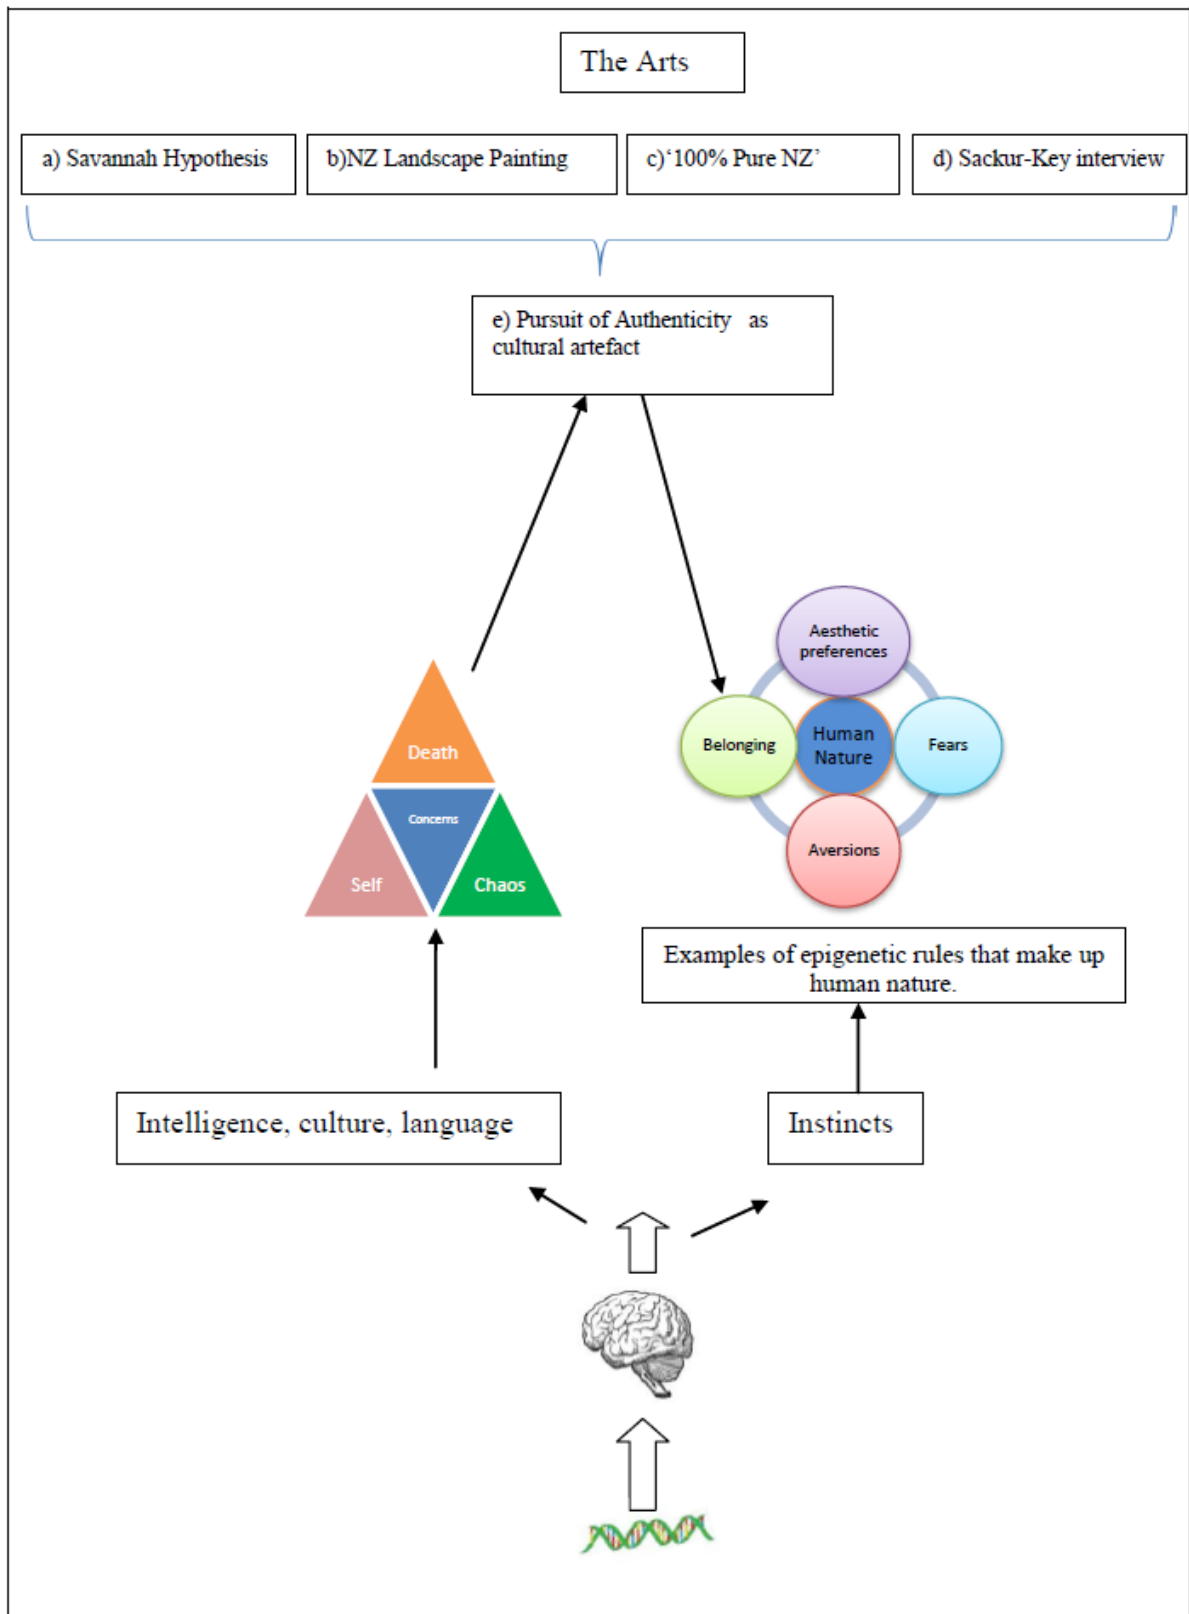 The Arts
a) Savannah Hypothesis
b)NZ Landscape Painting
c)‘100% Pure NZ’
d) Sackur-Key interview
e) Pursuit of Authenticity as
cultural artefact
Aesthetic
preferences
Belonging
Human
Nature
Fears
Aversions
Death
Concerns
Self
Chaos
Examples of epigenetic rules that make up
human nature.
Intelligence, culture, language
Instincts